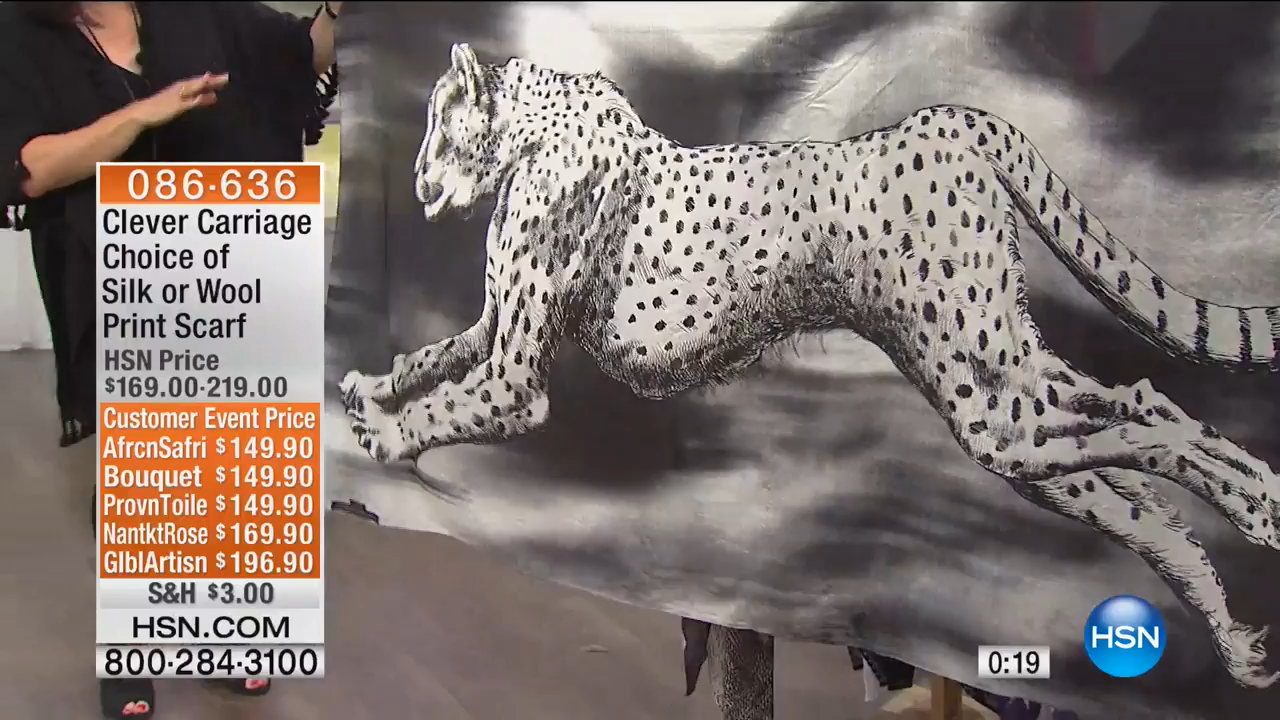 086·636
Clever Carriage
Choice of
Silk or Wool
Print Scarf
HSN Price
$169.00-219.00
Customer Event Price
AfrcnSafri $149.90
Bouquet $149.90
ProvnToile $149.90
NantktRose $169.90
GlblArtisn $196.90
S&H $3.00
HSN.COM
800·284·3100
0:19
HSN